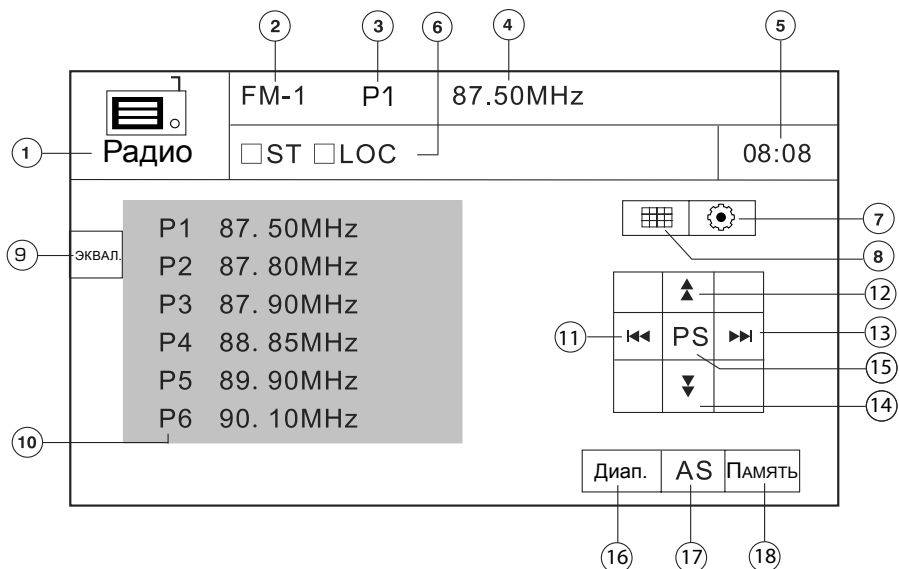 2 3 6 4 5
FM-1 P1 87.50MHz
1 Радио ST LOC 08:08
7
8
9 ЭКВАЛ.
P1 87. 50MHz
P2 87. 80MHz
P3 87. 90MHz
P4 88. 85MHz
P5 89. 90MHz
P6 90. 10MHz
10
12
11 PS 13
15
14
Диап. AS Память
16 17 18